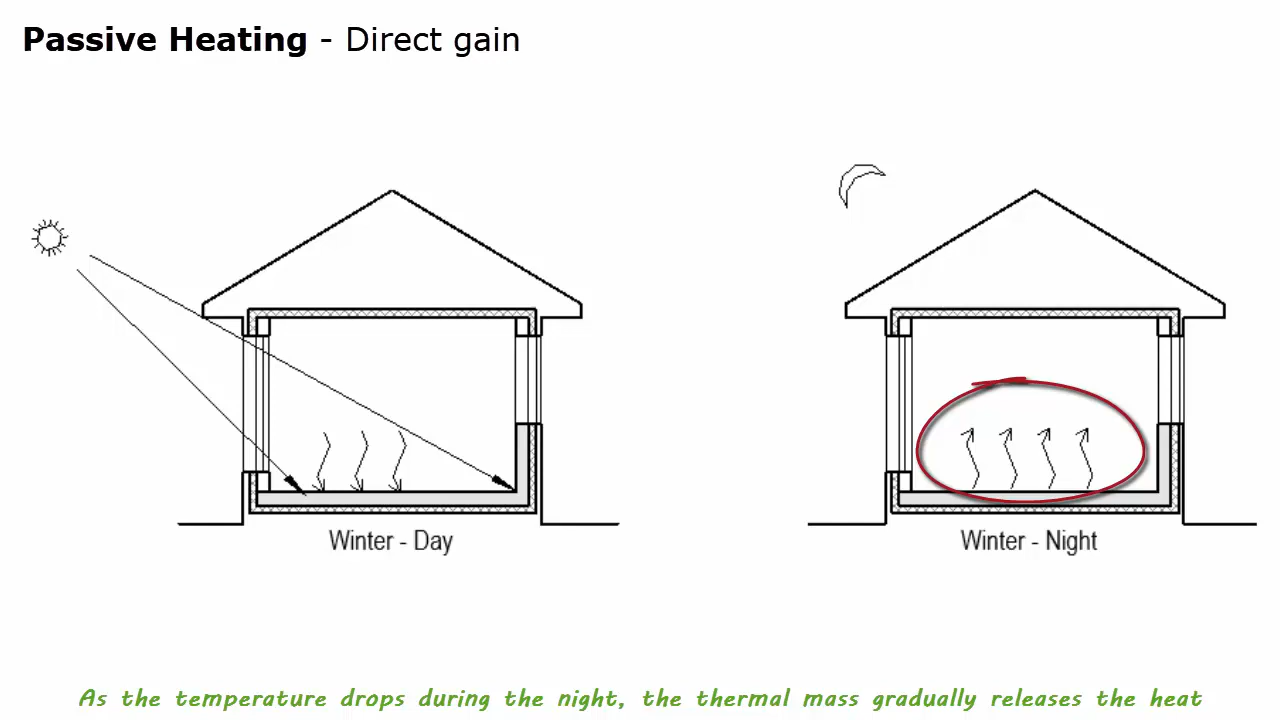 Passive Heating - Direct gain
Winter - Day
Winter - Night
As the temperature drops during the night, the thermal mass gradually releases the heat